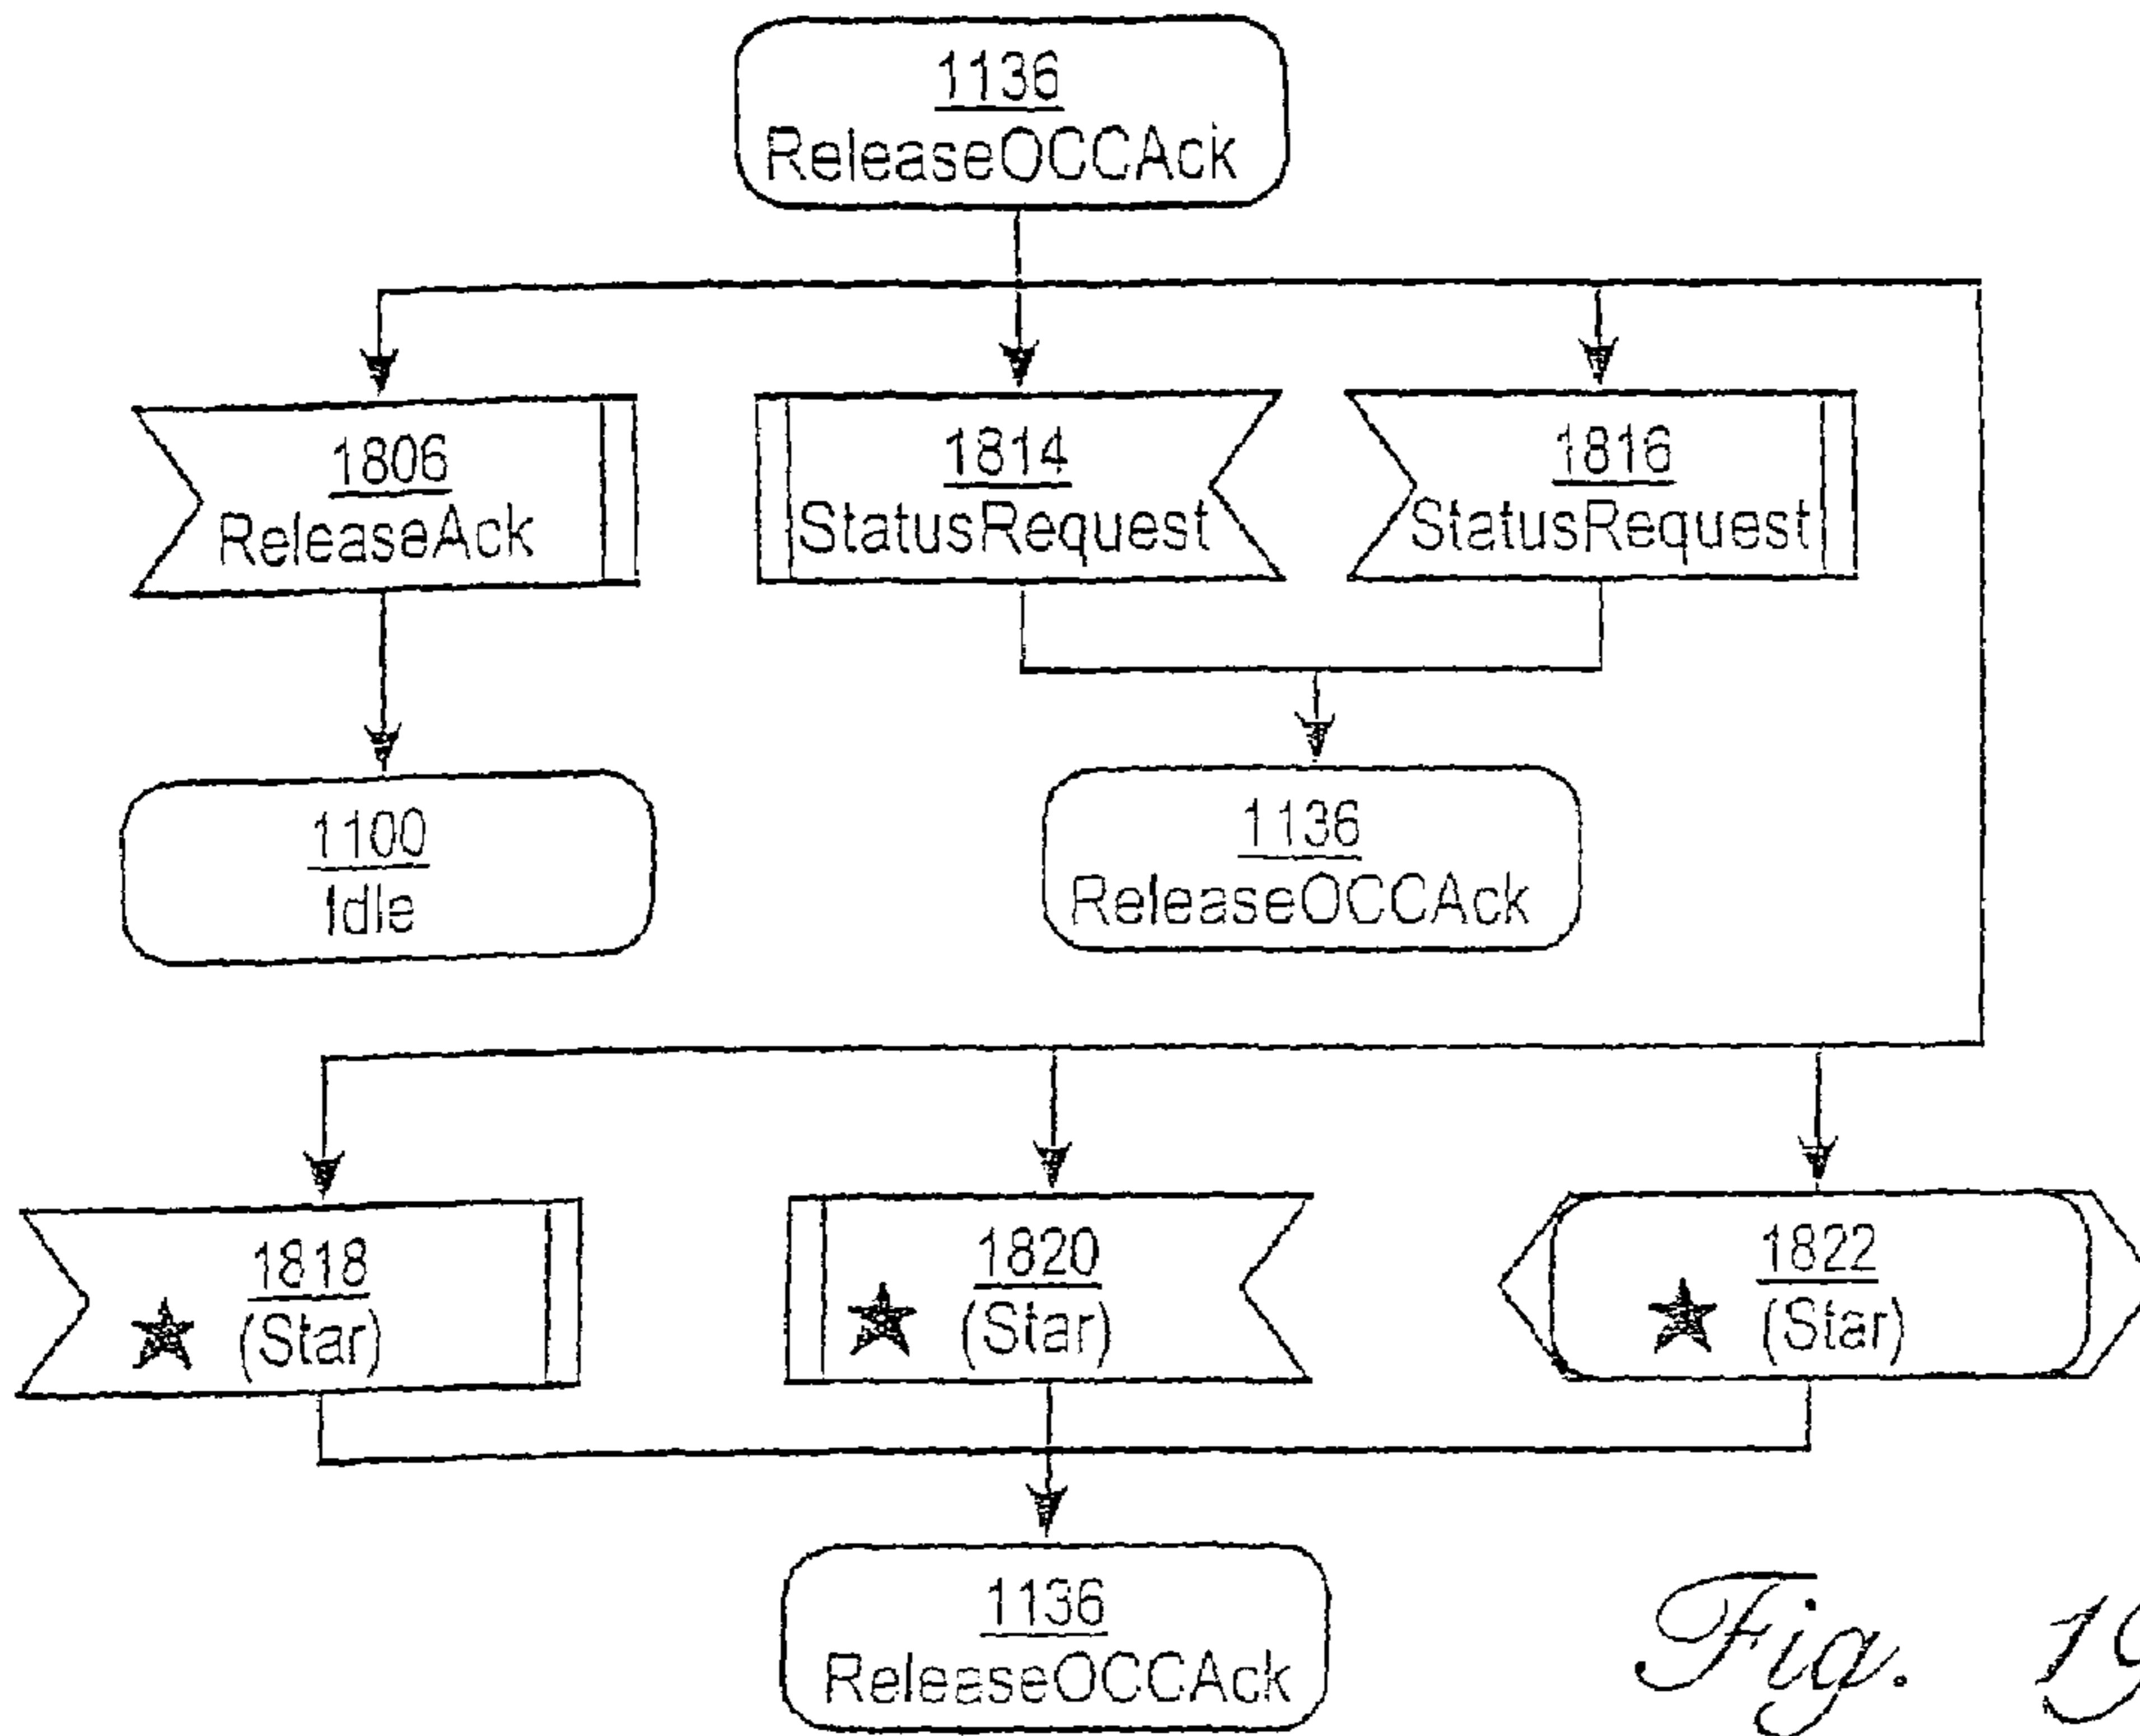 1136
ReleaseOCCAck
1806
ReleaseAck
1814
StatusRequest
1816
StatusRequest
1100
Idle
1136
ReleaseOCCAck
1818
(Star)
1820
(Star)
1822
(Star)
1136
ReleaseOCCAck
Fig. 19